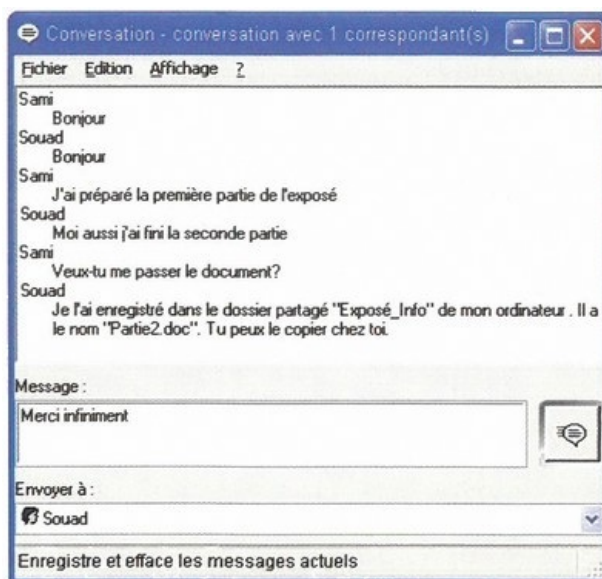 Conversation - conversation avec 1 correspondant(s)
Fichier Edition Affichage ?
Sami
Bonjour
Souad
Bonjour
Sami
J'ai préparé la première partie de l'exposé
Souad
Moi aussi j'ai fini la seconde partie
Sami
Veux-tu me passer le document?
Souad
Je l'ai enregistré dans le dossier partagé "Exposé_Info" de mon ordinateur . Il a
le nom "Partie2.doc". Tu peux le copier chez toi.
Message :
Merci infiniment
Envoyer à :
Souad
Enregistre et efface les messages actuels